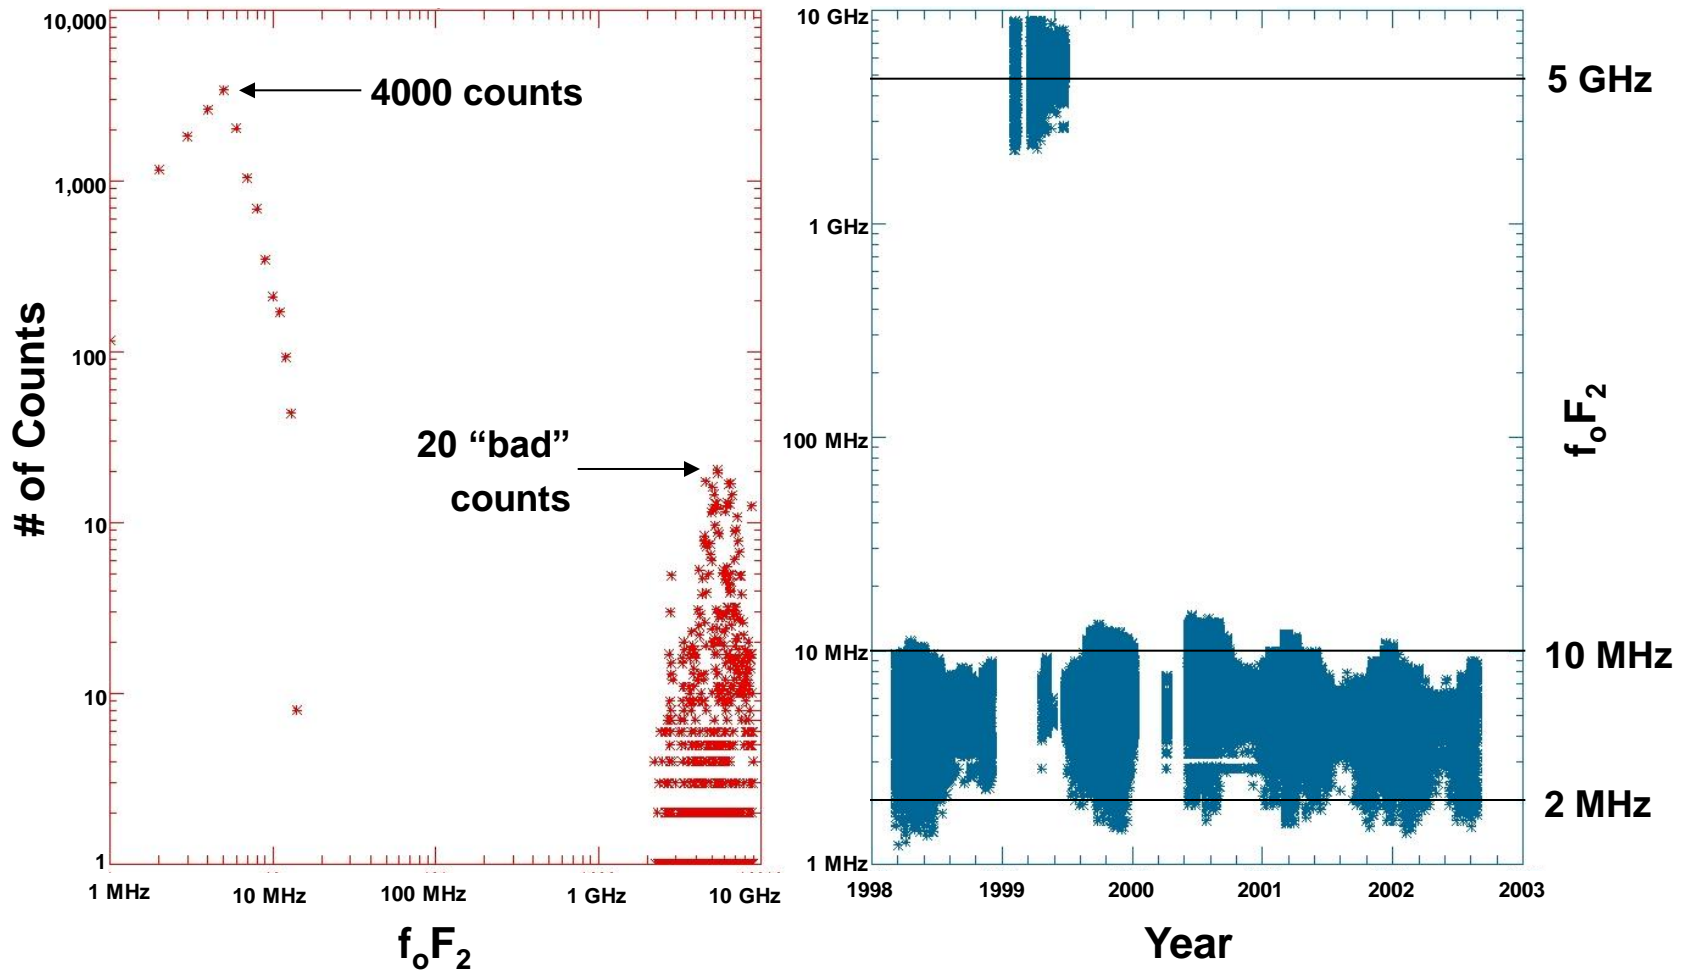 10,000
1,000
100
10
10
1
# of Counts
4000 counts
20 “bad”
counts
1 MHz
10 MHz
100 MHz
1 GHz
10 GHz
foF2
10 GHz
1 GHz
100 MHz
10 MHz
1 MHz
5 GHz
10 MHz
2 MHz
foF2
1998
1999
2000
2001
2002
2003
Year